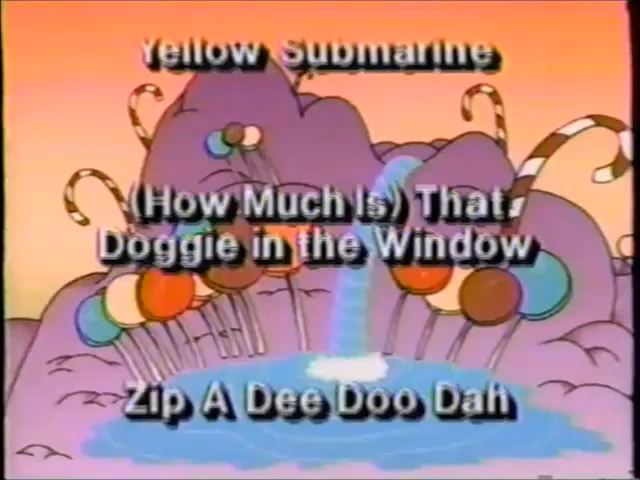 Yellow Submarine
(How Much Is) That
Doggie in the Window
Zip A Dee Doo Dah